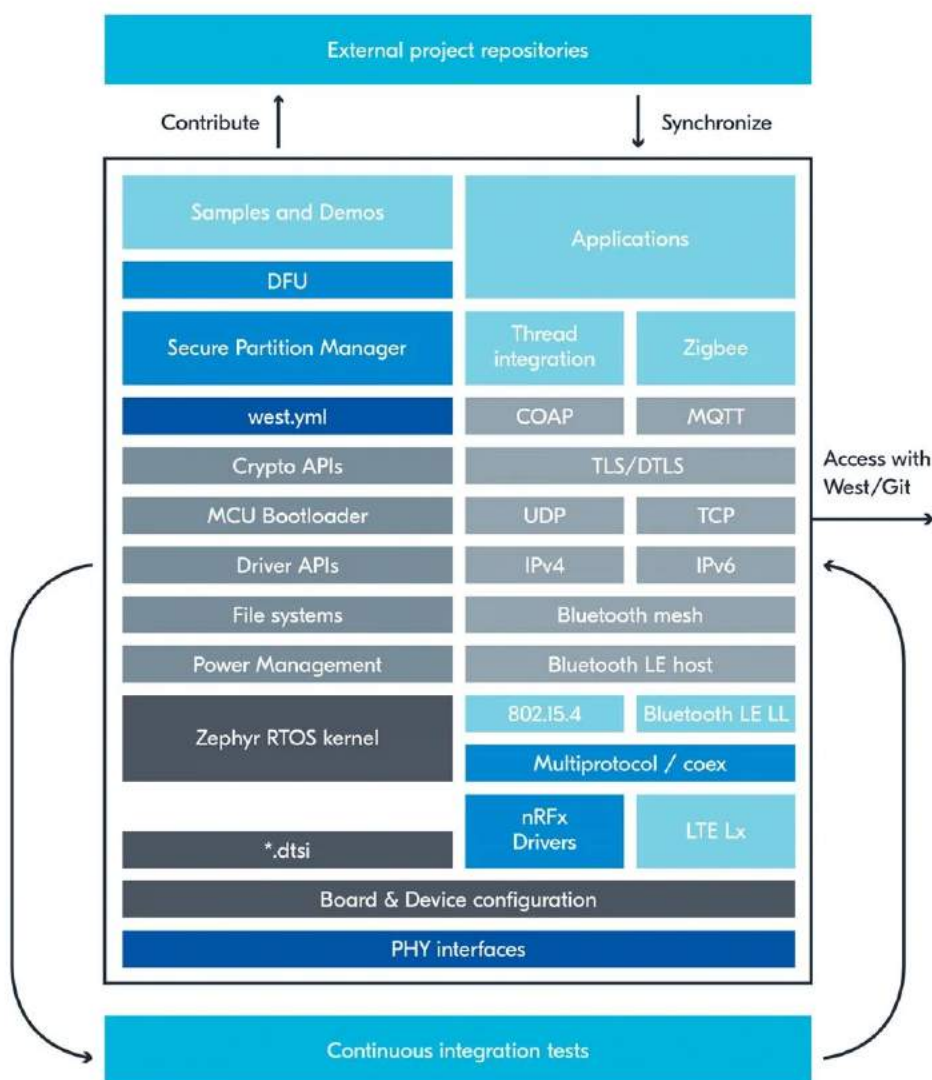 External project repositories
Contribute
Synchronize
Samples and Demos
Applications
DFU
Secure Partition Manager
Thread
integration
Zigbee
west.yml
COAP
MQTT
Crypto APIs
TLS/DTLS
Access with
West/Git
MCU Bootloader
UDP
TCP
Driver APIs
IPv4
IPv6
File systems
Bluetooth mesh
Power Management
Bluetooth LE host
Zephyr RTOS kernel
802.15.4
Bluetooth LE LL
Multiprotocol / coex
nRFx
Drivers
LTE Lx
*.dtsi
Board & Device configuration
PHY interfaces
Continuous integration tests